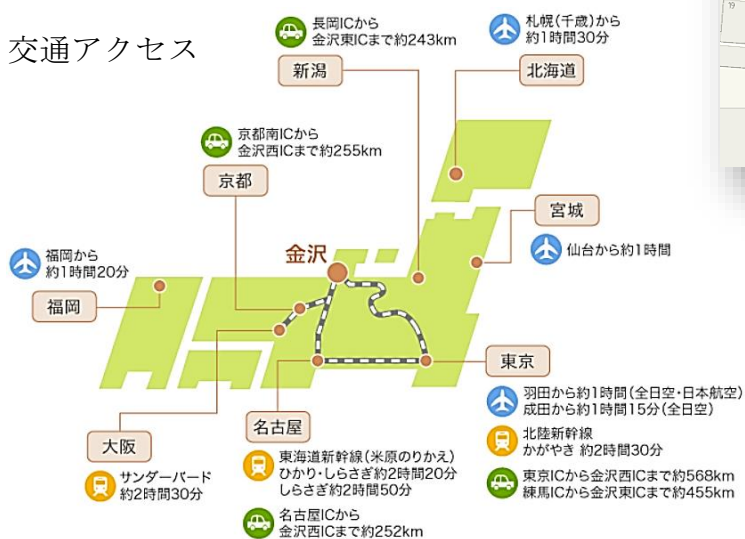 交通アクセス
長岡ICから
金沢東ICまで約243km
新潟
札幌(千歳)から
約1時間30分
北海道
19
京都南ICから
金沢西ICまで約255km
京都
宮城
仙台から約1時間
金沢
福岡から
約1時間20分
福岡
東京
羽田から約1時間(全日空・日本航空)
成田から約1時間15分(全日空)
北陸新幹線
かがやき 約2時間30分
東京ICから金沢西ICまで約568km
練馬ICから金沢東ICまで約455km
名古屋
東海道新幹線(米原のりかえ)
ひかり・しらさぎ約2時間20分
しらさぎ約2時間50分
名古屋ICから
金沢西ICまで約252km
大阪
サンダーバード
約2時間30分